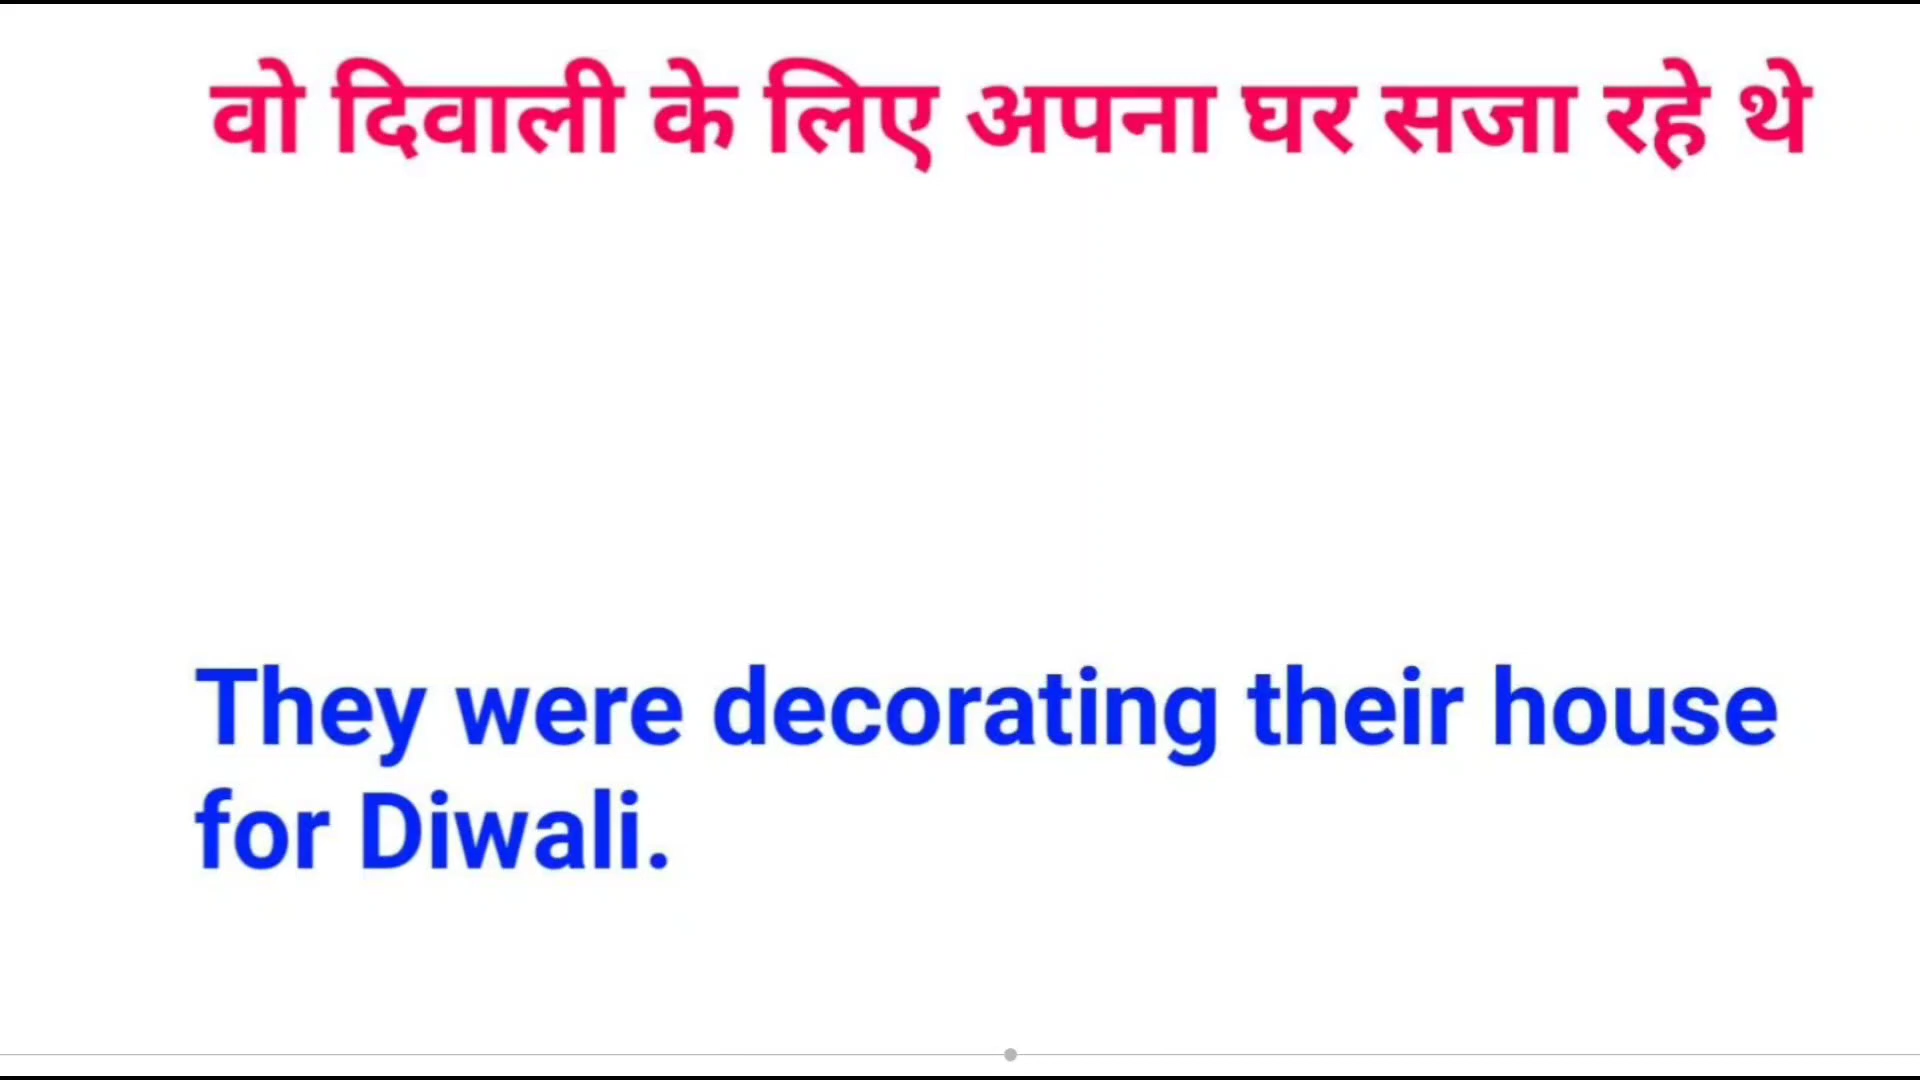 वो दिवाली के लिए अपना घर सजा रहे थे
They were decorating their house
for Diwali.